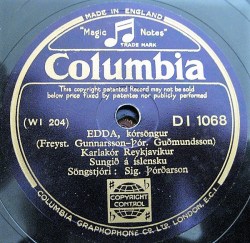 MADE IN ENGLAND
"Magic Notes"
TRADE MARK
Columbia
This copyright patented record may not be sold
below price fixed by patentee nor publicly performed
(WI 204)
DI 1068
EDDA, kórsöngur
(Freyst. Gunnarsson-Þór. Guðmundsson)
Karlakór Reykjavíkur
Sungið á íslensku
Söngstjóri: Sig. Þórðarson
COPYRIGHT
CONTROL
COLUMBIA GRAPHOPHONE CO. LTD. LONDON, E.C.1